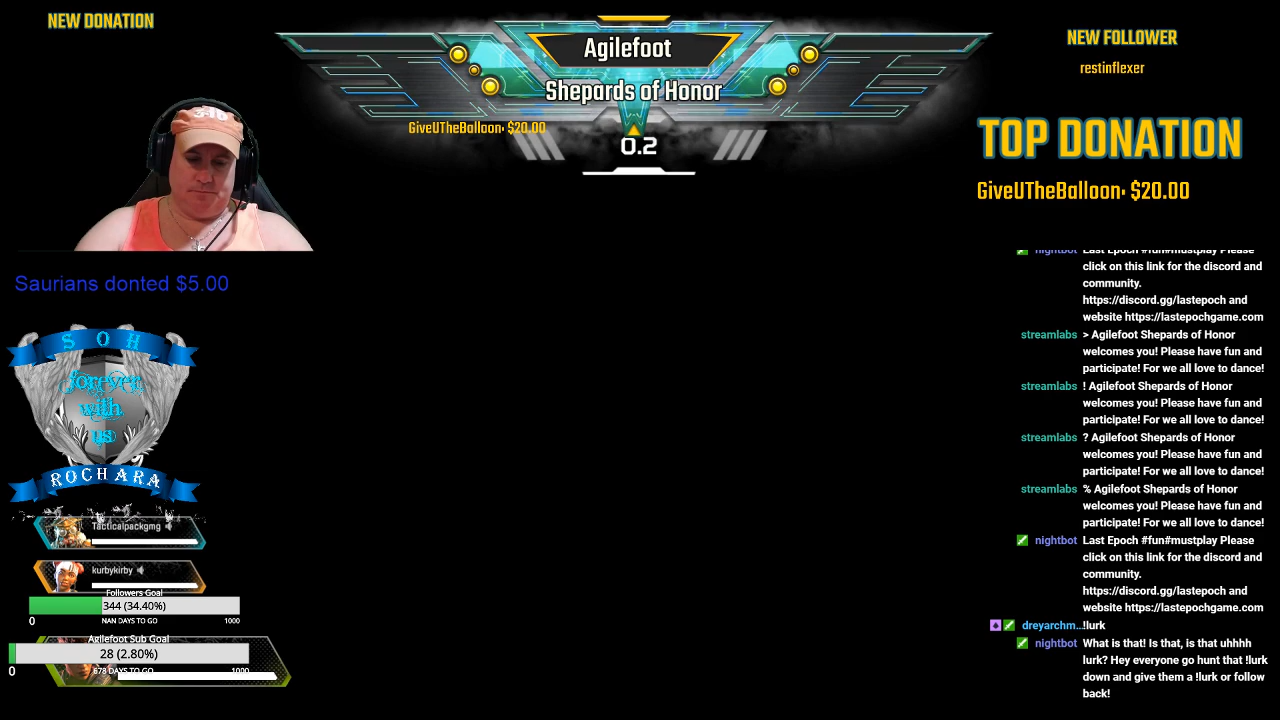 NEW DONATION
Agilefoot
Shepards of Honor
GiveUTheBalloon: $20.00
0.2
NEW FOLLOWER
restinflexer
TOP DONATION
GiveUTheBalloon: $20.00
Saurians donted $5.00
S O H
forever
with
us
ROCHARA
Tacticalpackgmg
kurbykirby
Followers Goal
344 (34.40%)
0 NAN DAYS TO GO 1000
Agilefoot Sub Goal
28 (2.80%)
0 678 DAYS TO GO 1000
nightbot Last Epoch #fun#mustplay Please
click on this link for the discord and
community.
https://discord.gg/lastepoch and
website https://lastepochgame.com
streamlabs > Agilefoot Shepards of Honor
welcomes you! Please have fun and
participate! For we all love to dance!
streamlabs ! Agilefoot Shepards of Honor
welcomes you! Please have fun and
participate! For we all love to dance!
streamlabs ? Agilefoot Shepards of Honor
welcomes you! Please have fun and
participate! For we all love to dance!
streamlabs % Agilefoot Shepards of Honor
welcomes you! Please have fun and
participate! For we all love to dance!
nightbot Last Epoch #fun#mustplay Please
click on this link for the discord and
community.
https://discord.gg/lastepoch and
website https://lastepochgame.com
dreyarchm... !lurk
nightbot What is that! Is that, is that uhhhh
lurk? Hey everyone go hunt that !lurk
down and give them a !lurk or follow
back!